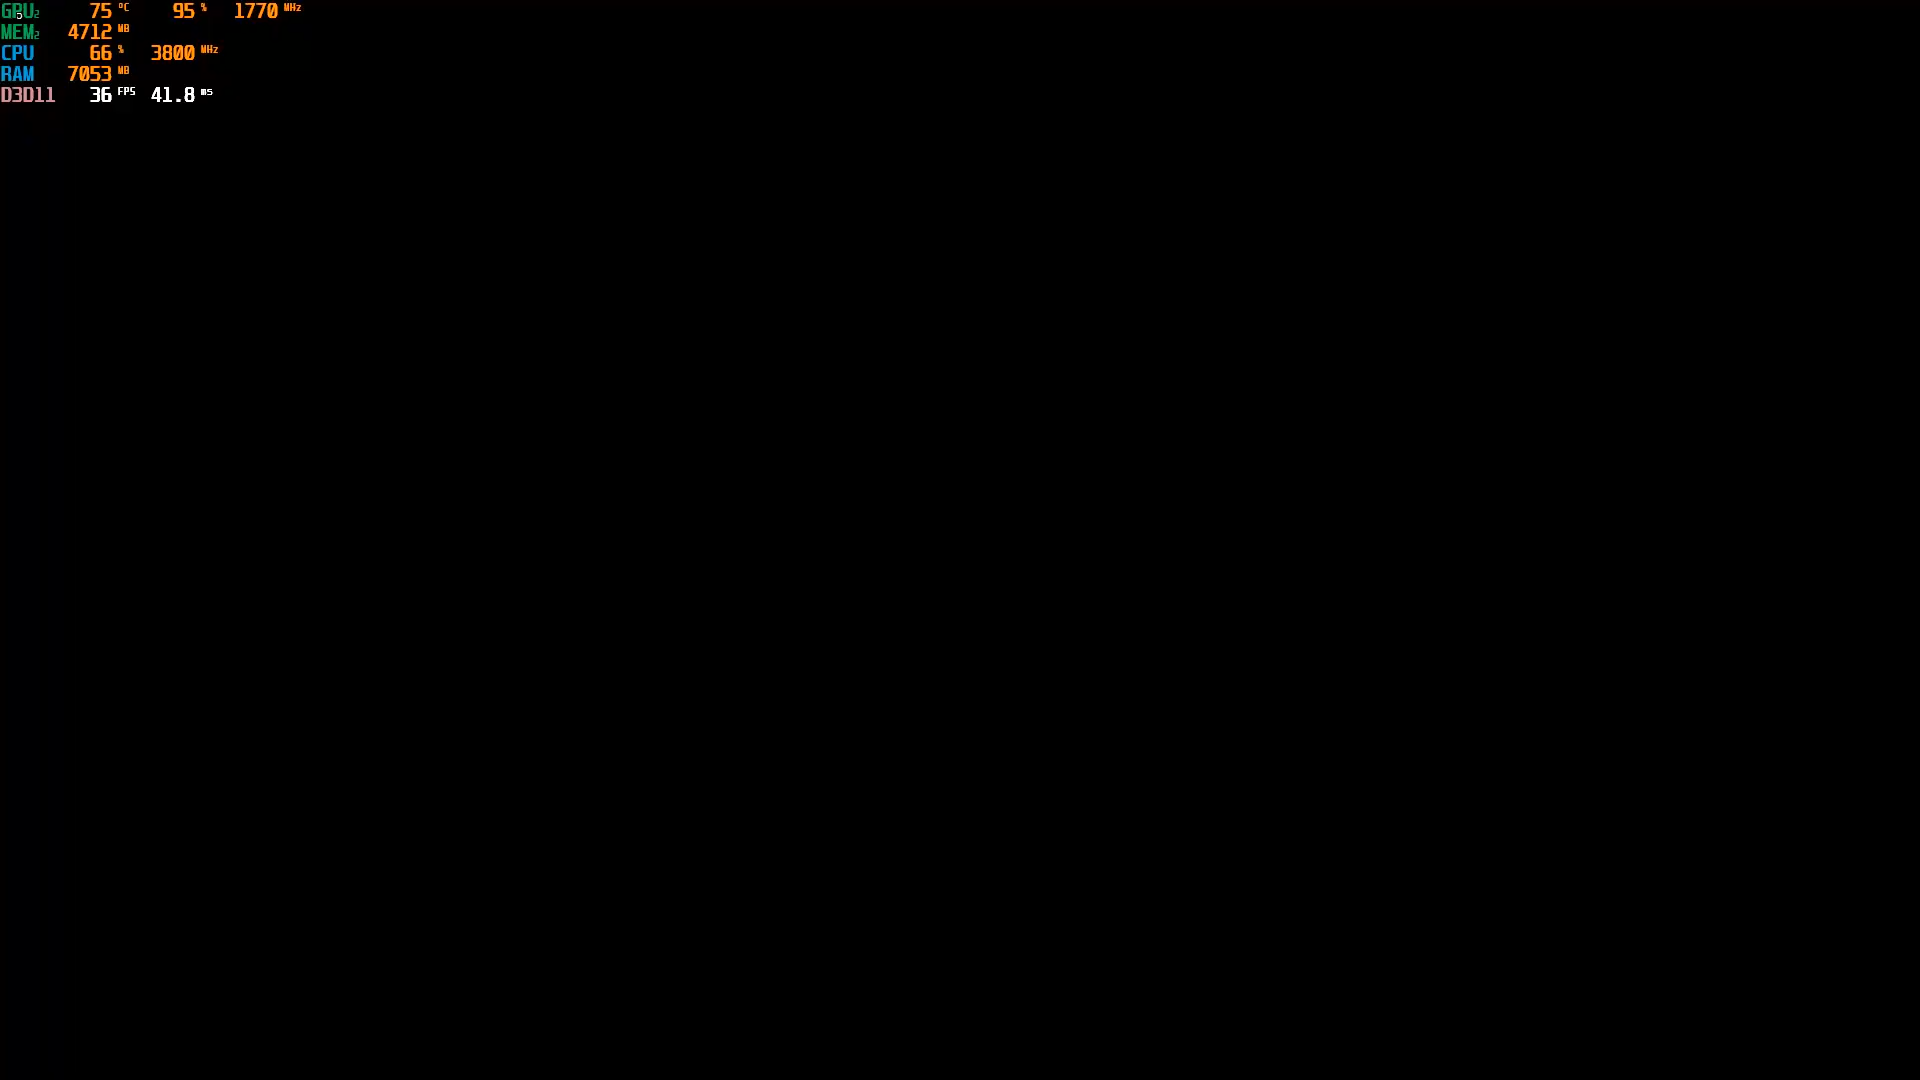 GPU₂ 75 °C 95 % 1770 MHz
MEM₂ 4712 MB
CPU 66 % 3800 MHz
RAM 7053 MB
D3D11 36 FPS 41.8 ms